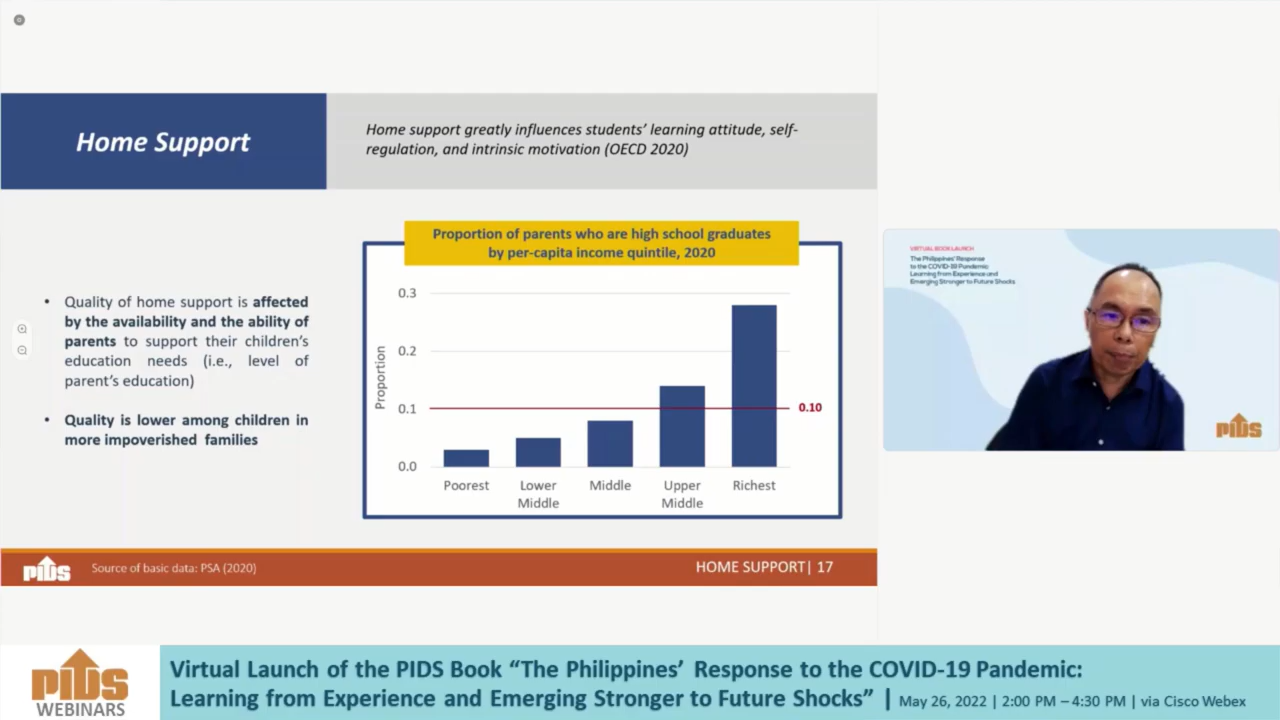 Home Support
Home support greatly influences students' learning attitude, self-
regulation, and intrinsic motivation (OECD 2020)
• Quality of home support is affected
by the availability and the ability of
parents to support their children's
education needs (i.e., level of
parent's education)
• Quality is lower among children in
more impoverished families
Proportion of parents who are high school graduates
by per-capita income quintile, 2020
Proportion
0.3
0.2
0.1
0.0
0.10
Poorest
Lower
Middle
Middle
Upper
Middle
Richest
PIDS
Source of basic data: PSA (2020)
HOME SUPPORT| 17
VIRTUAL BOOK LAUNCH
The Philippines' Response
to the COVID-19 Pandemic:
Learning from Experience and
Emerging Stronger to Future Shocks
PIDS
PIDS
WEBINARS
Virtual Launch of the PIDS Book “The Philippines’ Response to the COVID-19 Pandemic:
Learning from Experience and Emerging Stronger to Future Shocks” | May 26, 2022 | 2:00 PM – 4:30 PM | via Cisco Webex